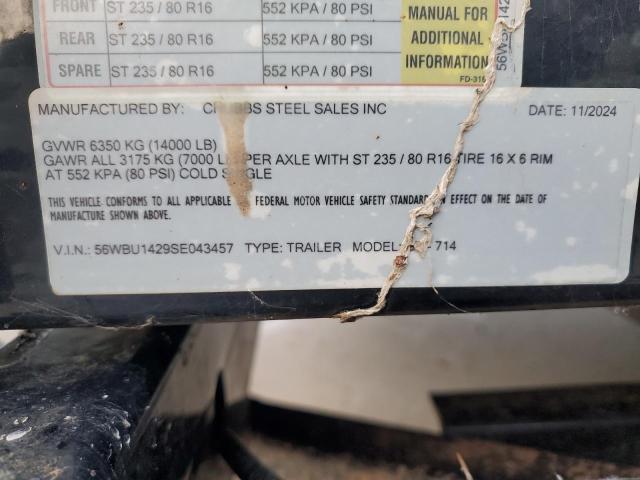 FRONT ST 235 / 80 R16 552 KPA / 80 PSI
REAR ST 235 / 80 R16 552 KPA / 80 PSI
SPARE ST 235 / 80 R16 552 KPA / 80 PSI
MANUAL FOR
ADDITIONAL
INFORMATION
MANUFACTURED BY: STEEL SALES INC DATE: 11/2024
GVWR 6350 KG (14000 LB)
GAWR ALL 3175 KG (7000 PER AXLE WITH ST 235 / 80 R16 TIRE 16 X 6 RIM
AT 552 KPA (80 PSI) COLD
THIS VEHICLE CONFORMS TO ALL APPLICABLE FEDERAL MOTOR VEHICLE SAFETY IN EFFECT ON THE DATE OF
MANUFACTURE SHOWN ABOVE.
V.I.N.: 56WBU1429SE043457 TYPE: TRAILER MODEL 714